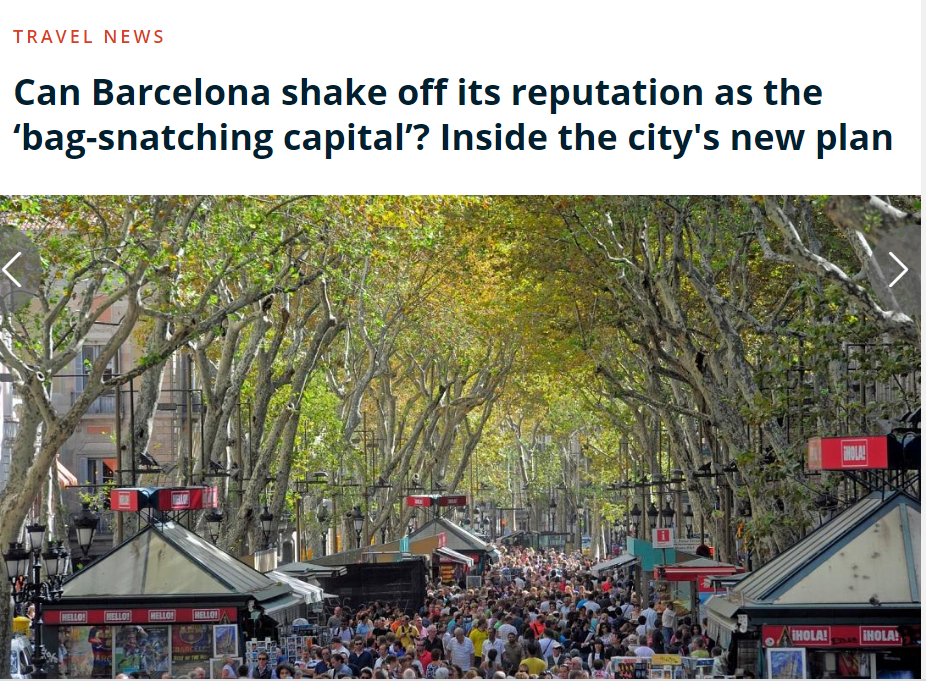 TRAVEL NEWS
Can Barcelona shake off its reputation as the
‘bag-snatching capital’? Inside the city's new plan
¡HOLA!
i
HELLO! HELLO! HELLO! HELLO!
¡HOLA! ¡HOLA!